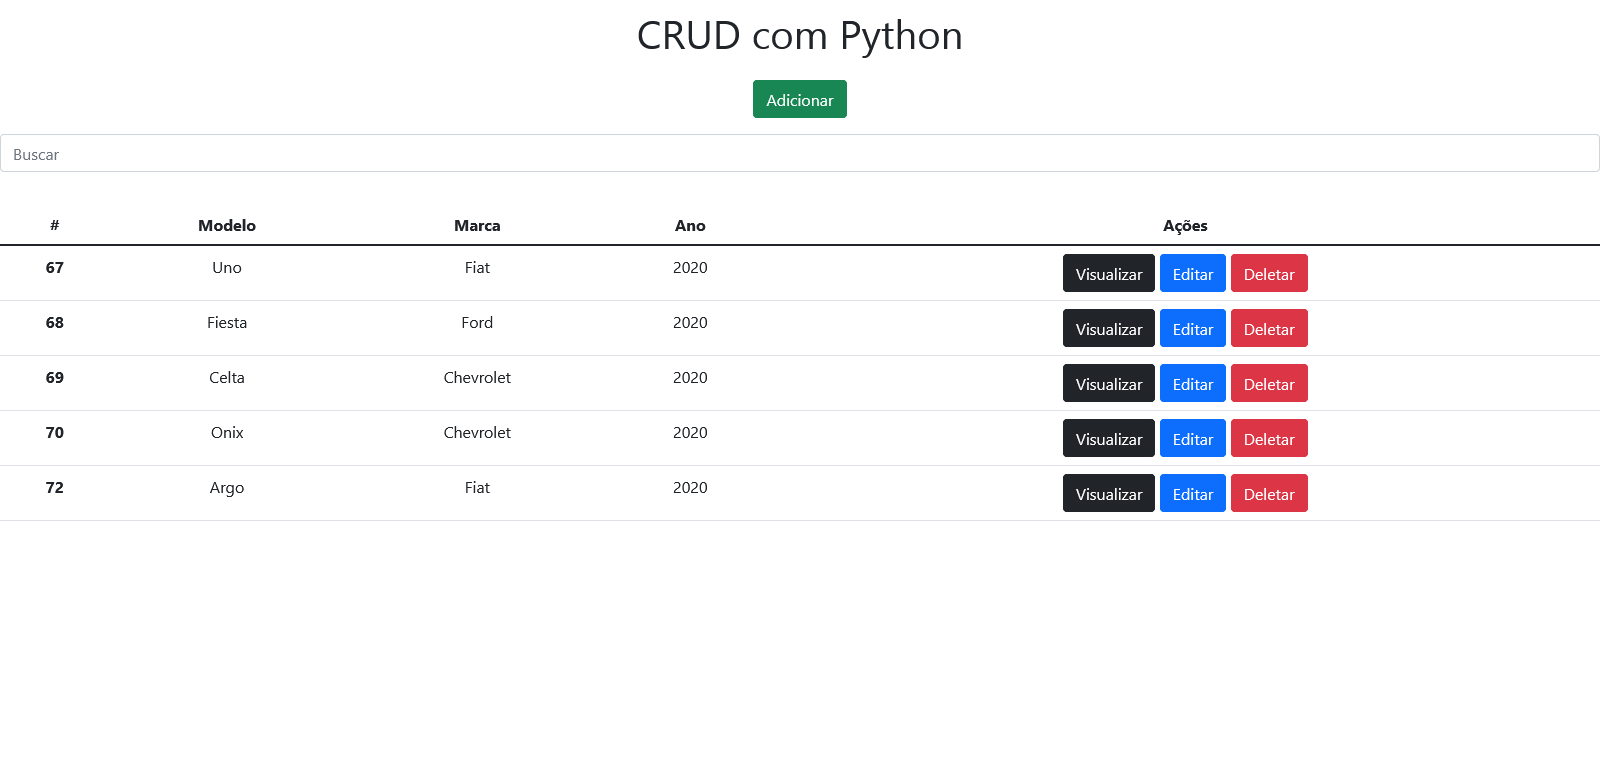 CRUD com Python
Adicionar
Buscar
# Modelo Marca Ano Ações
67 Uno Fiat 2020 Visualizar Editar Deletar
68 Fiesta Ford 2020 Visualizar Editar Deletar
69 Celta Chevrolet 2020 Visualizar Editar Deletar
70 Onix Chevrolet 2020 Visualizar Editar Deletar
72 Argo Fiat 2020 Visualizar Editar Deletar